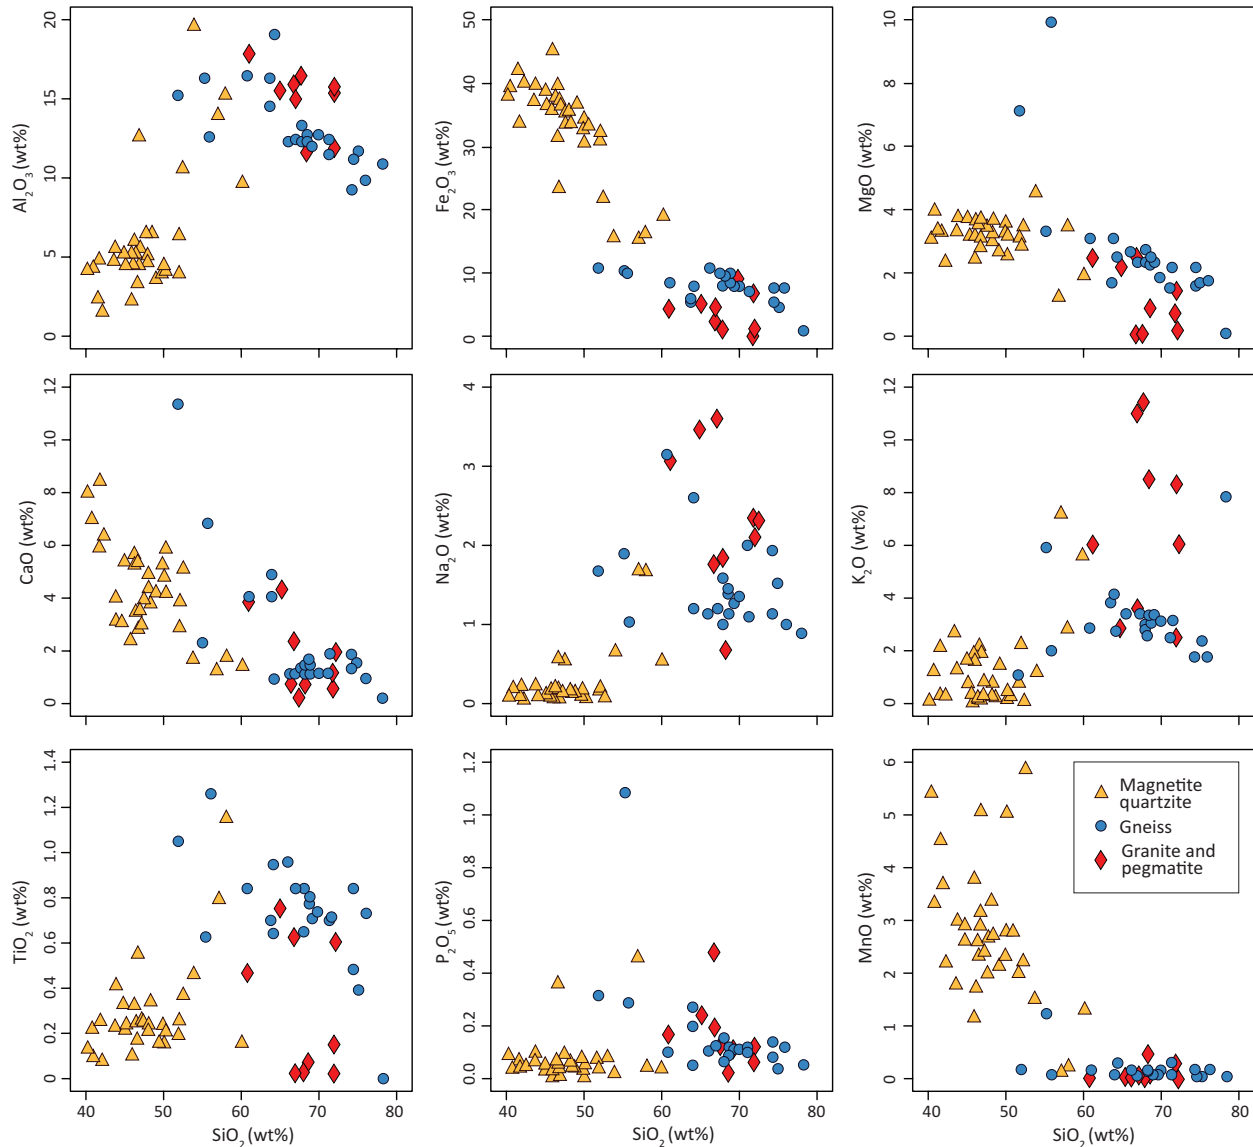 20
15
10
5
0
Al₂O₃ (wt%)
50
40
30
20
10
0
Fe₂O₃ (wt%)
10
8
6
4
2
0
MgO (wt%)
12
10
8
6
4
2
0
CaO (wt%)
4
3
2
1
0
Na₂O (wt%)
12
10
8
6
4
2
0
K₂O (wt%)
1.4
1.2
1.0
0.8
0.6
0.4
0.2
0
TiO₂ (wt%)
40 50 60 70 80
SiO₂ (wt%)
1.2
1.0
0.8
0.6
0.4
0.2
0.0
P₂O₅ (wt%)
40 50 60 70 80
SiO₂ (wt%)
6
5
4
3
2
1
0
MnO (wt%)
40 50 60 70 80
SiO₂ (wt%)
Magnetite
quartzite
Gneiss
Granite and
pegmatite